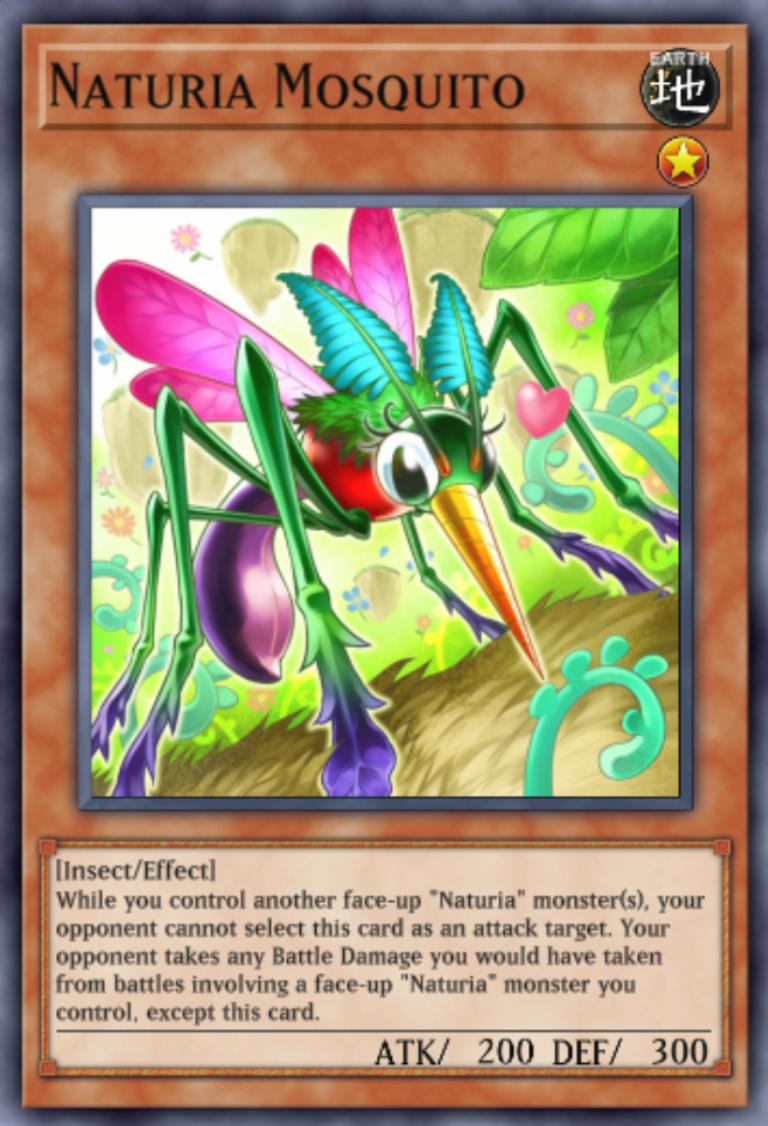 Naturia Mosquito
EARTH
地
[Insect/Effect]
While you control another face-up "Naturia" monster(s), your
opponent cannot select this card as an attack target. Your
opponent takes any Battle Damage you would have taken
from battles involving a face-up "Naturia" monster you
control, except this card.
ATK/ 200 DEF/ 300